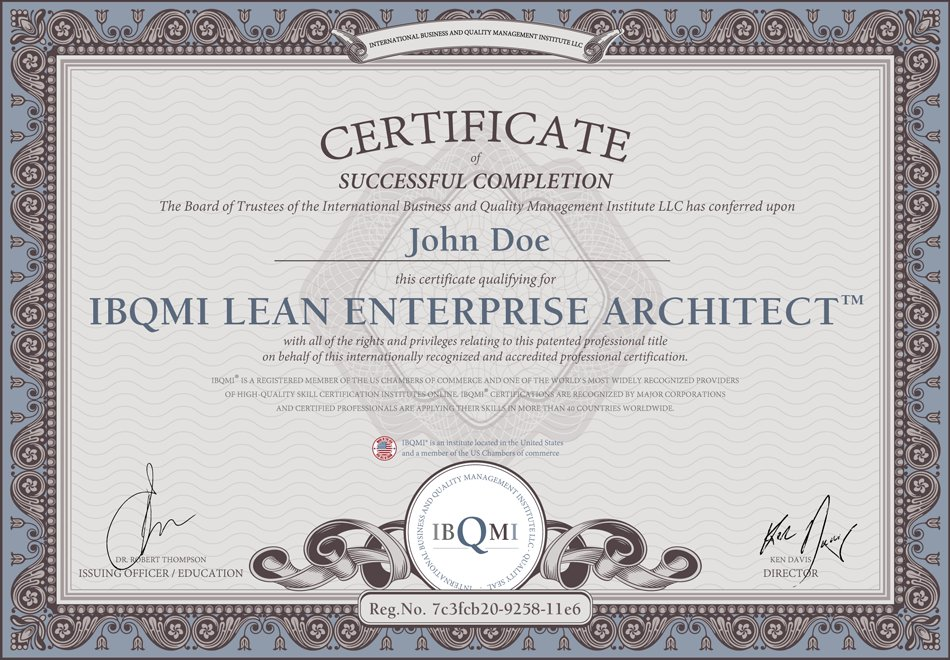 INTERNATIONAL BUSINESS AND QUALITY MANAGEMENT INSTITUTE LLC
CERTIFICATE
of
SUCCESSFUL COMPLETION
The Board of Trustees of the International Business and Quality Management Institute LLC has conferred upon
John Doe
this certificate qualifying for
IBQMI LEAN ENTERPRISE ARCHITECT™
with all of the rights and privileges relating to this patented professional title
on behalf of this internationally recognized and accredited professional certification.
IBQMI® IS A REGISTERED MEMBER OF THE US CHAMBERS OF COMMERCE AND ONE OF THE WORLD'S MOST WIDELY RECOGNIZED PROVIDERS
OF HIGH-QUALITY SKILL CERTIFICATION INSTITUTES ONLINE. IBQMI® CERTIFICATIONS ARE RECOGNIZED BY MAJOR CORPORATIONS
AND CERTIFIED PROFESSIONALS ARE APPLYING THEIR SKILLS IN MORE THAN 40 COUNTRIES WORLDWIDE.
IBQMI® is an institute located in the United States
and a member of the US Chambers of commerce
INTERNATIONAL BUSINESS AND QUALITY MANAGEMENT INSTITUTE LLC - QUALITY SEAL -
IBQMI
Ken Davis
DR. ROBERT THOMPSON
ISSUING OFFICER / EDUCATION
KEN DAVIS
DIRECTOR
Reg.No. 7c3fcb20-9258-11e6